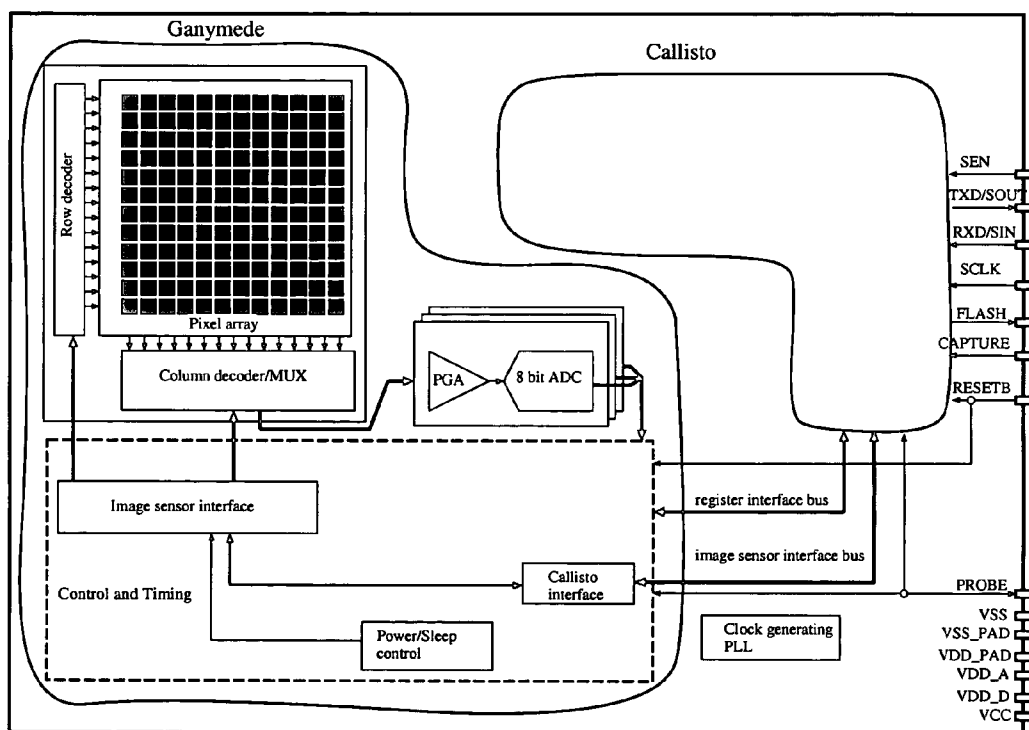 Ganymede
Callisto
Row decoder
Pixel array
Column decoder/MUX
PGA
8 bit ADC
SEN
TXD/SOUT
RXD/SIN
SCLK
FLASH
CAPTURE
RESETB
Image sensor interface
register interface bus
image sensor interface bus
Control and Timing
Callisto
interface
Power/Sleep
control
Clock generating
PLL
PROBE
VSS
VSS_PAD
VDD_PAD
VDD_A
VDD_D
VCC